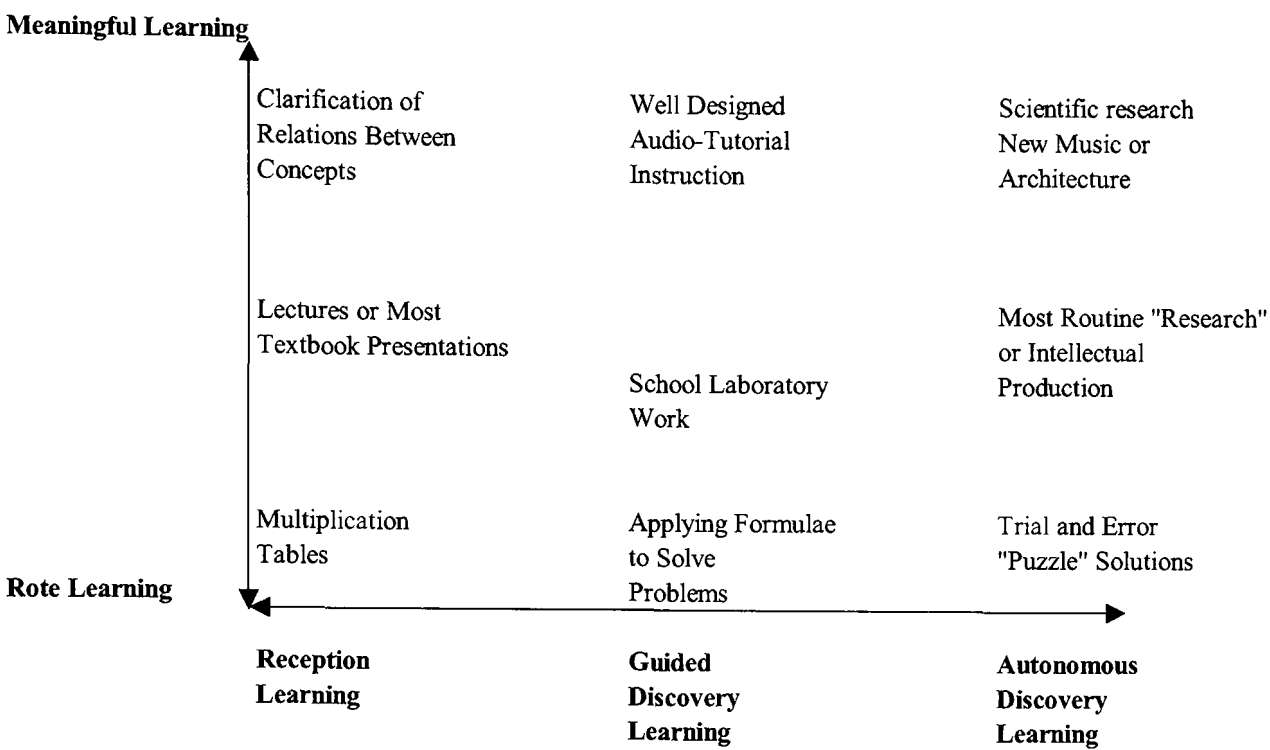 Meaningful Learning
Clarification of
Relations Between
Concepts
Well Designed
Audio-Tutorial
Instruction
Scientific research
New Music or
Architecture
Lectures or Most
Textbook Presentations
School Laboratory
Work
Most Routine "Research"
or Intellectual
Production
Multiplication
Tables
Applying Formulae
to Solve
Problems
Trial and Error
"Puzzle" Solutions
Rote Learning
Reception
Learning
Guided
Discovery
Learning
Autonomous
Discovery
Learning